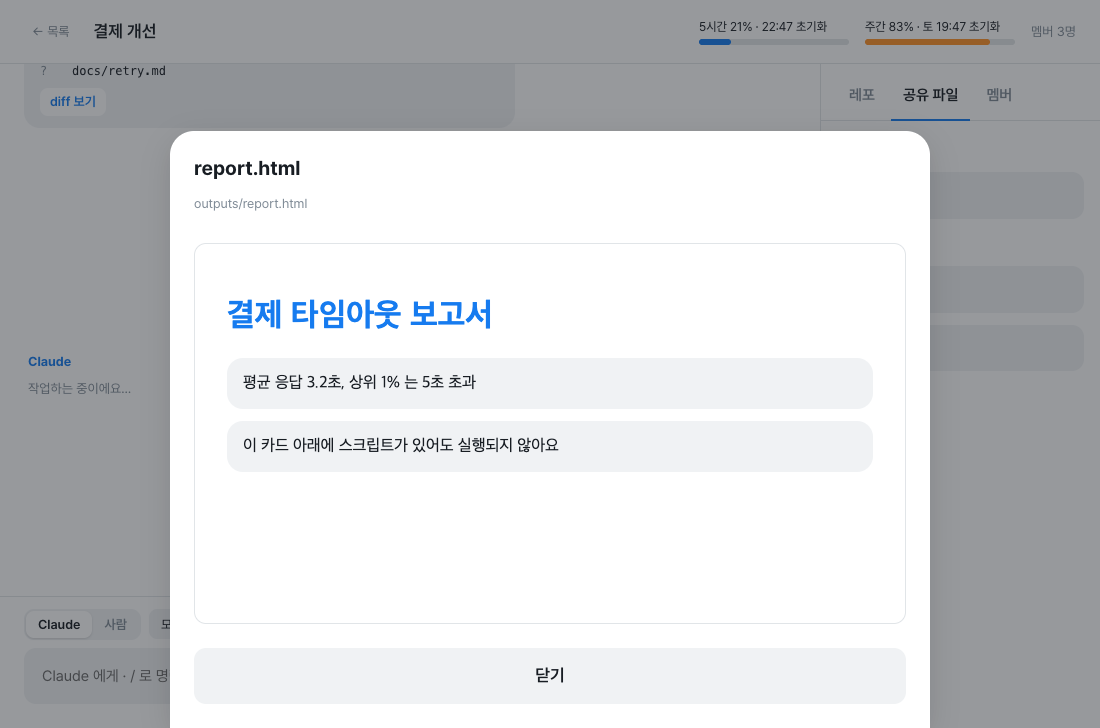 ← 목록
결제 개선
5시간 21% · 22:47 초기화
주간 83% · 토 19:47 초기화
멤버 3명
? docs/retry.md
diff 보기
레포
공유 파일
멤버
report.html
outputs/report.html
결제 타임아웃 보고서
평균 응답 3.2초, 상위 1% 는 5초 초과
이 카드 아래에 스크립트가 있어도 실행되지 않아요
Claude
작업하는 중이에요…
Claude
사람
Claude 에게 · / 로 명
닫기